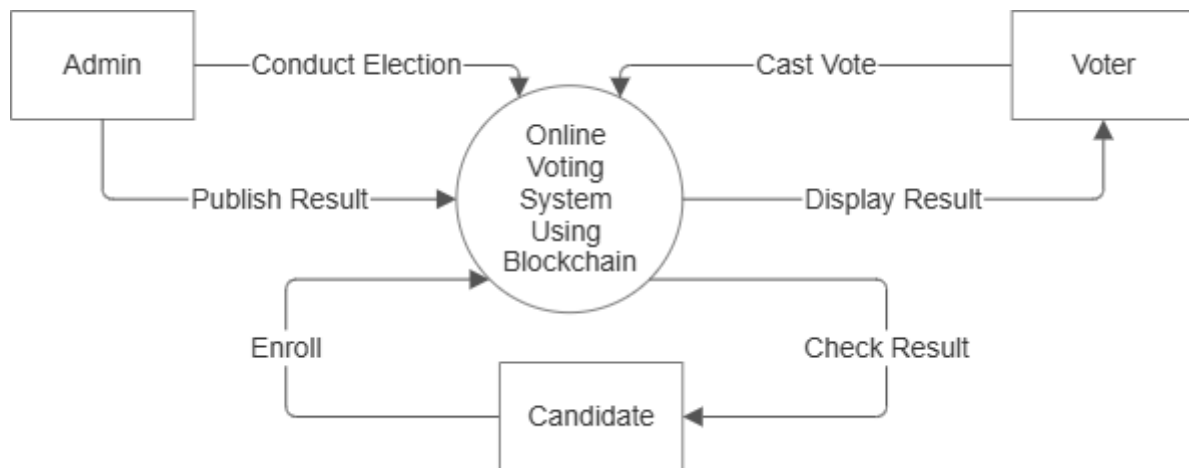 Admin
Conduct Election
Cast Vote
Voter
Online
Voting
System
Using
Blockchain
Publish Result
Display Result
Enroll
Check Result
Candidate